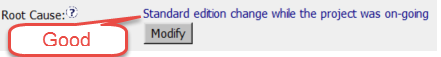 Root Cause:? Standard edition change while the project was on-going
Good
Modify